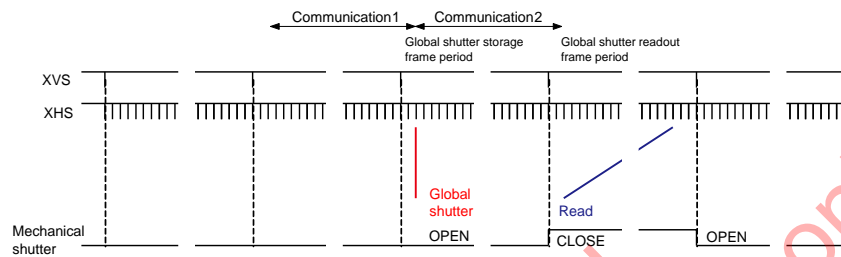 Communication1
Communication2
Global shutter storage
frame period
Global shutter readout
frame period
XVS
XHS
Global
shutter
Read
Mechanical
shutter
OPEN
CLOSE
OPEN